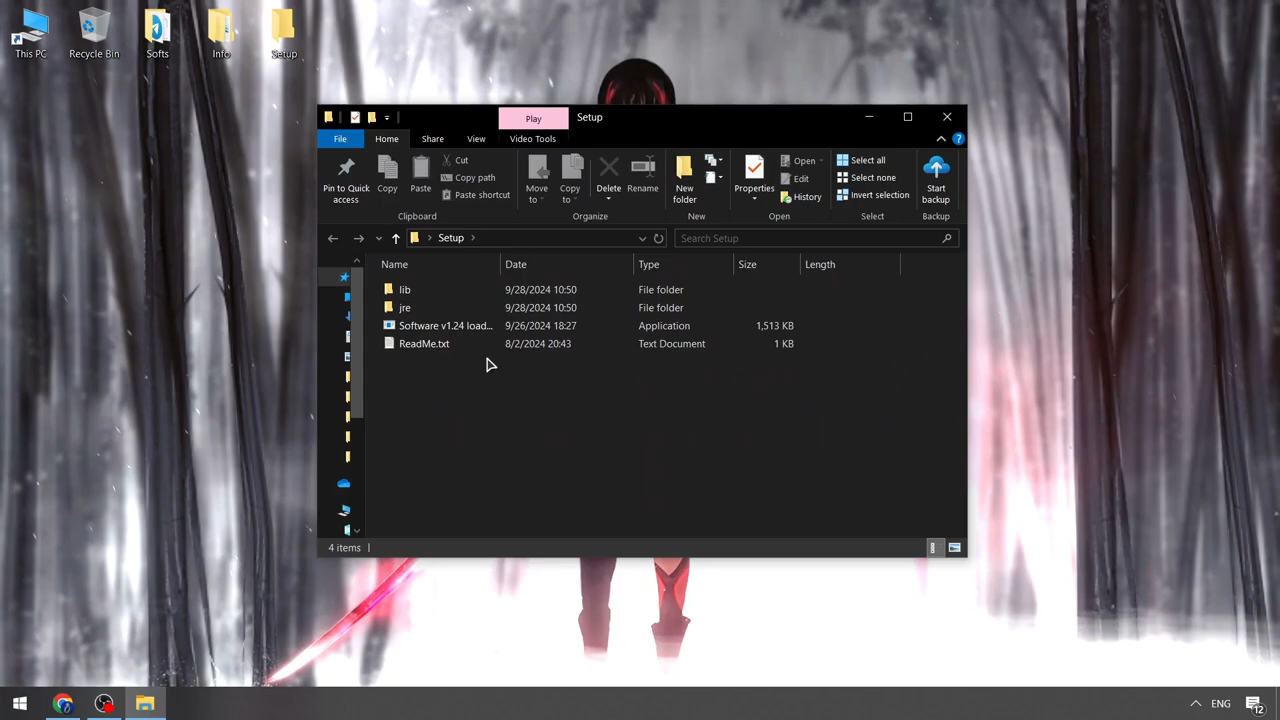 This PC
Recycle Bin
Softs
Info
Setup
Play
Setup
File
Home
Share
View
Video Tools
Pin to Quick access
Copy
Paste
Cut
Copy path
Paste shortcut
Clipboard
Move to
Copy to
Delete
Rename
Organize
New folder
New
Properties
Open
Edit
History
Open
Select all
Select none
Invert selection
Select
Start backup
Backup
Setup
Search Setup
Name Date Type Size Length
lib 9/28/2024 10:50 File folder
jre 9/28/2024 10:50 File folder
Software v1.24 load... 9/26/2024 18:27 Application 1,513 KB
ReadMe.txt 8/2/2024 20:43 Text Document 1 KB
4 items
ENG
12